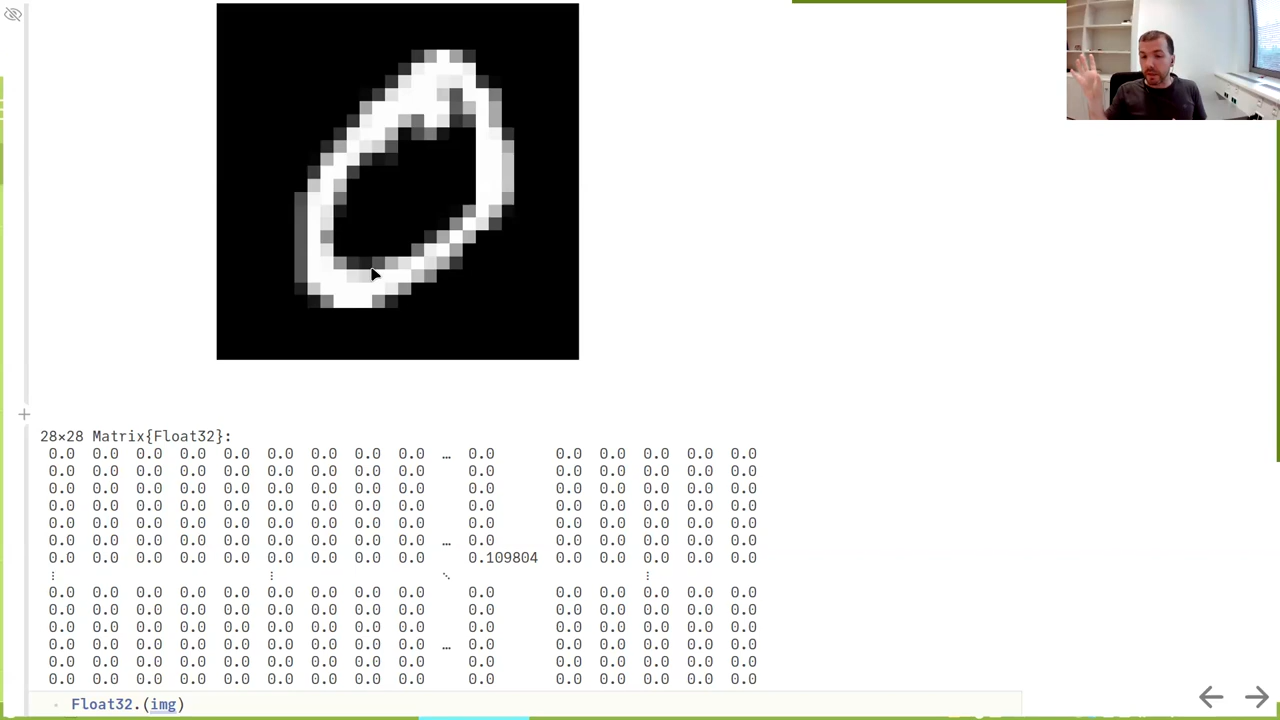 28×28 Matrix{Float32}:
0.0 0.0 0.0 0.0 0.0 0.0 0.0 0.0 0.0 … 0.0 0.0 0.0 0.0 0.0 0.0
0.0 0.0 0.0 0.0 0.0 0.0 0.0 0.0 0.0 0.0 0.0 0.0 0.0 0.0 0.0
0.0 0.0 0.0 0.0 0.0 0.0 0.0 0.0 0.0 0.0 0.0 0.0 0.0 0.0 0.0
0.0 0.0 0.0 0.0 0.0 0.0 0.0 0.0 0.0 0.0 0.0 0.0 0.0 0.0 0.0
0.0 0.0 0.0 0.0 0.0 0.0 0.0 0.0 0.0 0.0 0.0 0.0 0.0 0.0 0.0
0.0 0.0 0.0 0.0 0.0 0.0 0.0 0.0 0.0 … 0.0 0.0 0.0 0.0 0.0 0.0
0.0 0.0 0.0 0.0 0.0 0.0 0.0 0.0 0.0 0.109804 0.0 0.0 0.0 0.0 0.0
⋮ ⋮ ⋱ ⋮
0.0 0.0 0.0 0.0 0.0 0.0 0.0 0.0 0.0 0.0 0.0 0.0 0.0 0.0 0.0
0.0 0.0 0.0 0.0 0.0 0.0 0.0 0.0 0.0 0.0 0.0 0.0 0.0 0.0 0.0
0.0 0.0 0.0 0.0 0.0 0.0 0.0 0.0 0.0 0.0 0.0 0.0 0.0 0.0 0.0
0.0 0.0 0.0 0.0 0.0 0.0 0.0 0.0 0.0 … 0.0 0.0 0.0 0.0 0.0 0.0
0.0 0.0 0.0 0.0 0.0 0.0 0.0 0.0 0.0 0.0 0.0 0.0 0.0 0.0 0.0
0.0 0.0 0.0 0.0 0.0 0.0 0.0 0.0 0.0 0.0 0.0 0.0 0.0 0.0 0.0
Float32.(img)